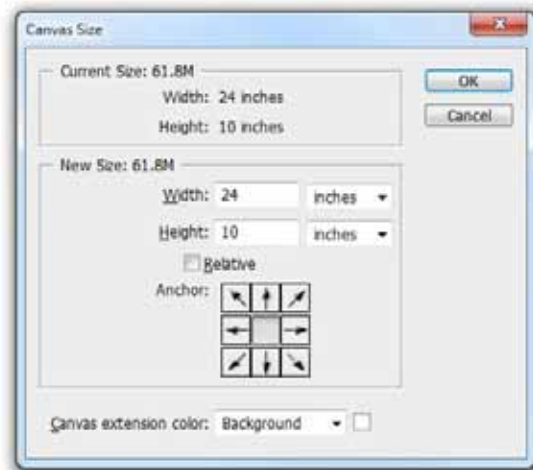 Canvas Size
Current Size: 61.8M
Width: 24 inches
Height: 10 inches
OK
Cancel
New Size: 61.8M
Width: 24 inches
Height: 10 inches
Relative
Anchor:
Canvas extension color: Background